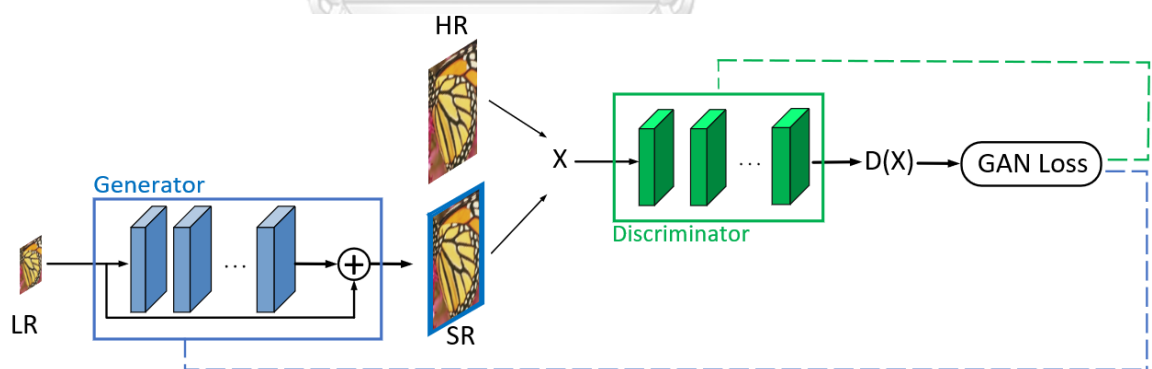 HR
X
D(X)
GAN Loss
Generator
...
...
Discriminator
LR
SR